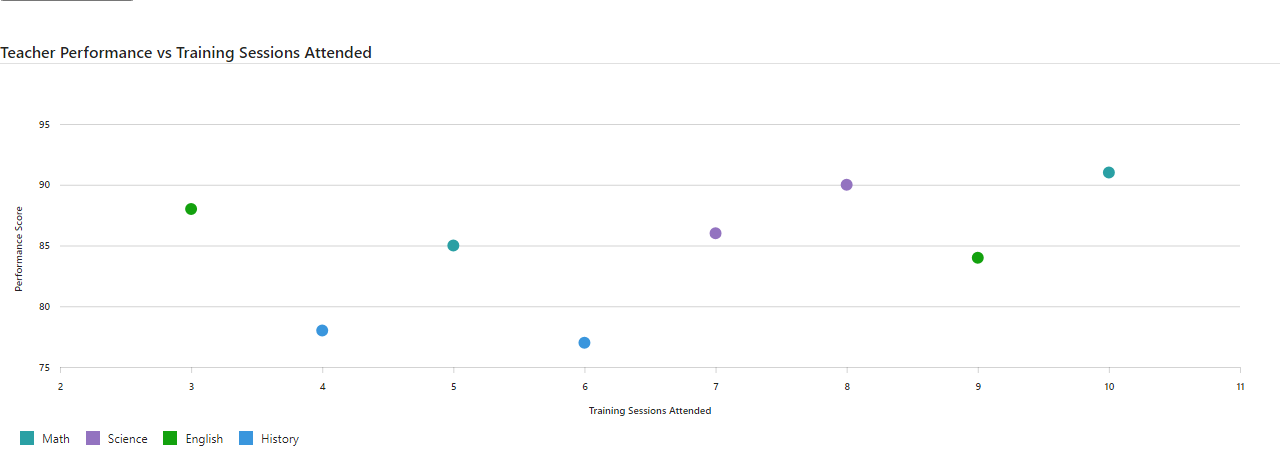 Teacher Performance vs Training Sessions Attended
95
90
85
80
75
Performance Score
2 3 4 5 6 7 8 9 10 11
Training Sessions Attended
Math Science English History